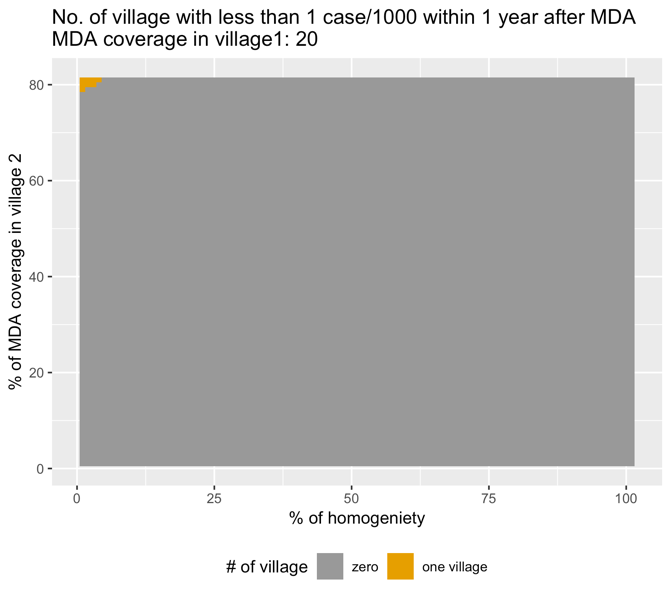 No. of village with less than 1 case/1000 within 1 year after MDA
MDA coverage in village1: 20
% of MDA coverage in village 2
80
60
40
20
0
0 25 50 75 100
% of homogeniety
# of village zero one village